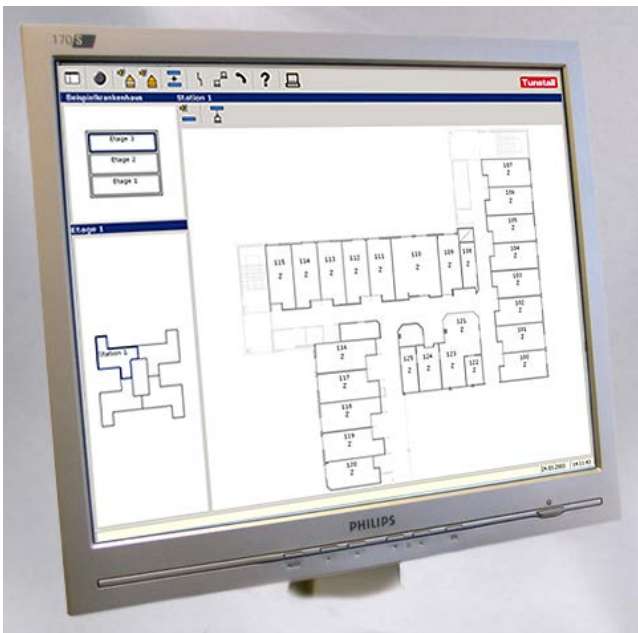 170 S
Tunstall
Beispielkrankenhaus
Station 1
Etage 3
Etage 2
Etage 1
Etage 1
Station 1
107
Z
106
Z
105
Z
104
Z
103
Z
102
Z
101
Z
100
Z
115
Z
114
Z
113
Z
112
Z
111
Z
110
Z
109
Z
108
Z
116
Z
117
Z
118
Z
119
Z
120
Z
121
Z
125
Z
124
Z
123
Z
122
Z
PHILIPS